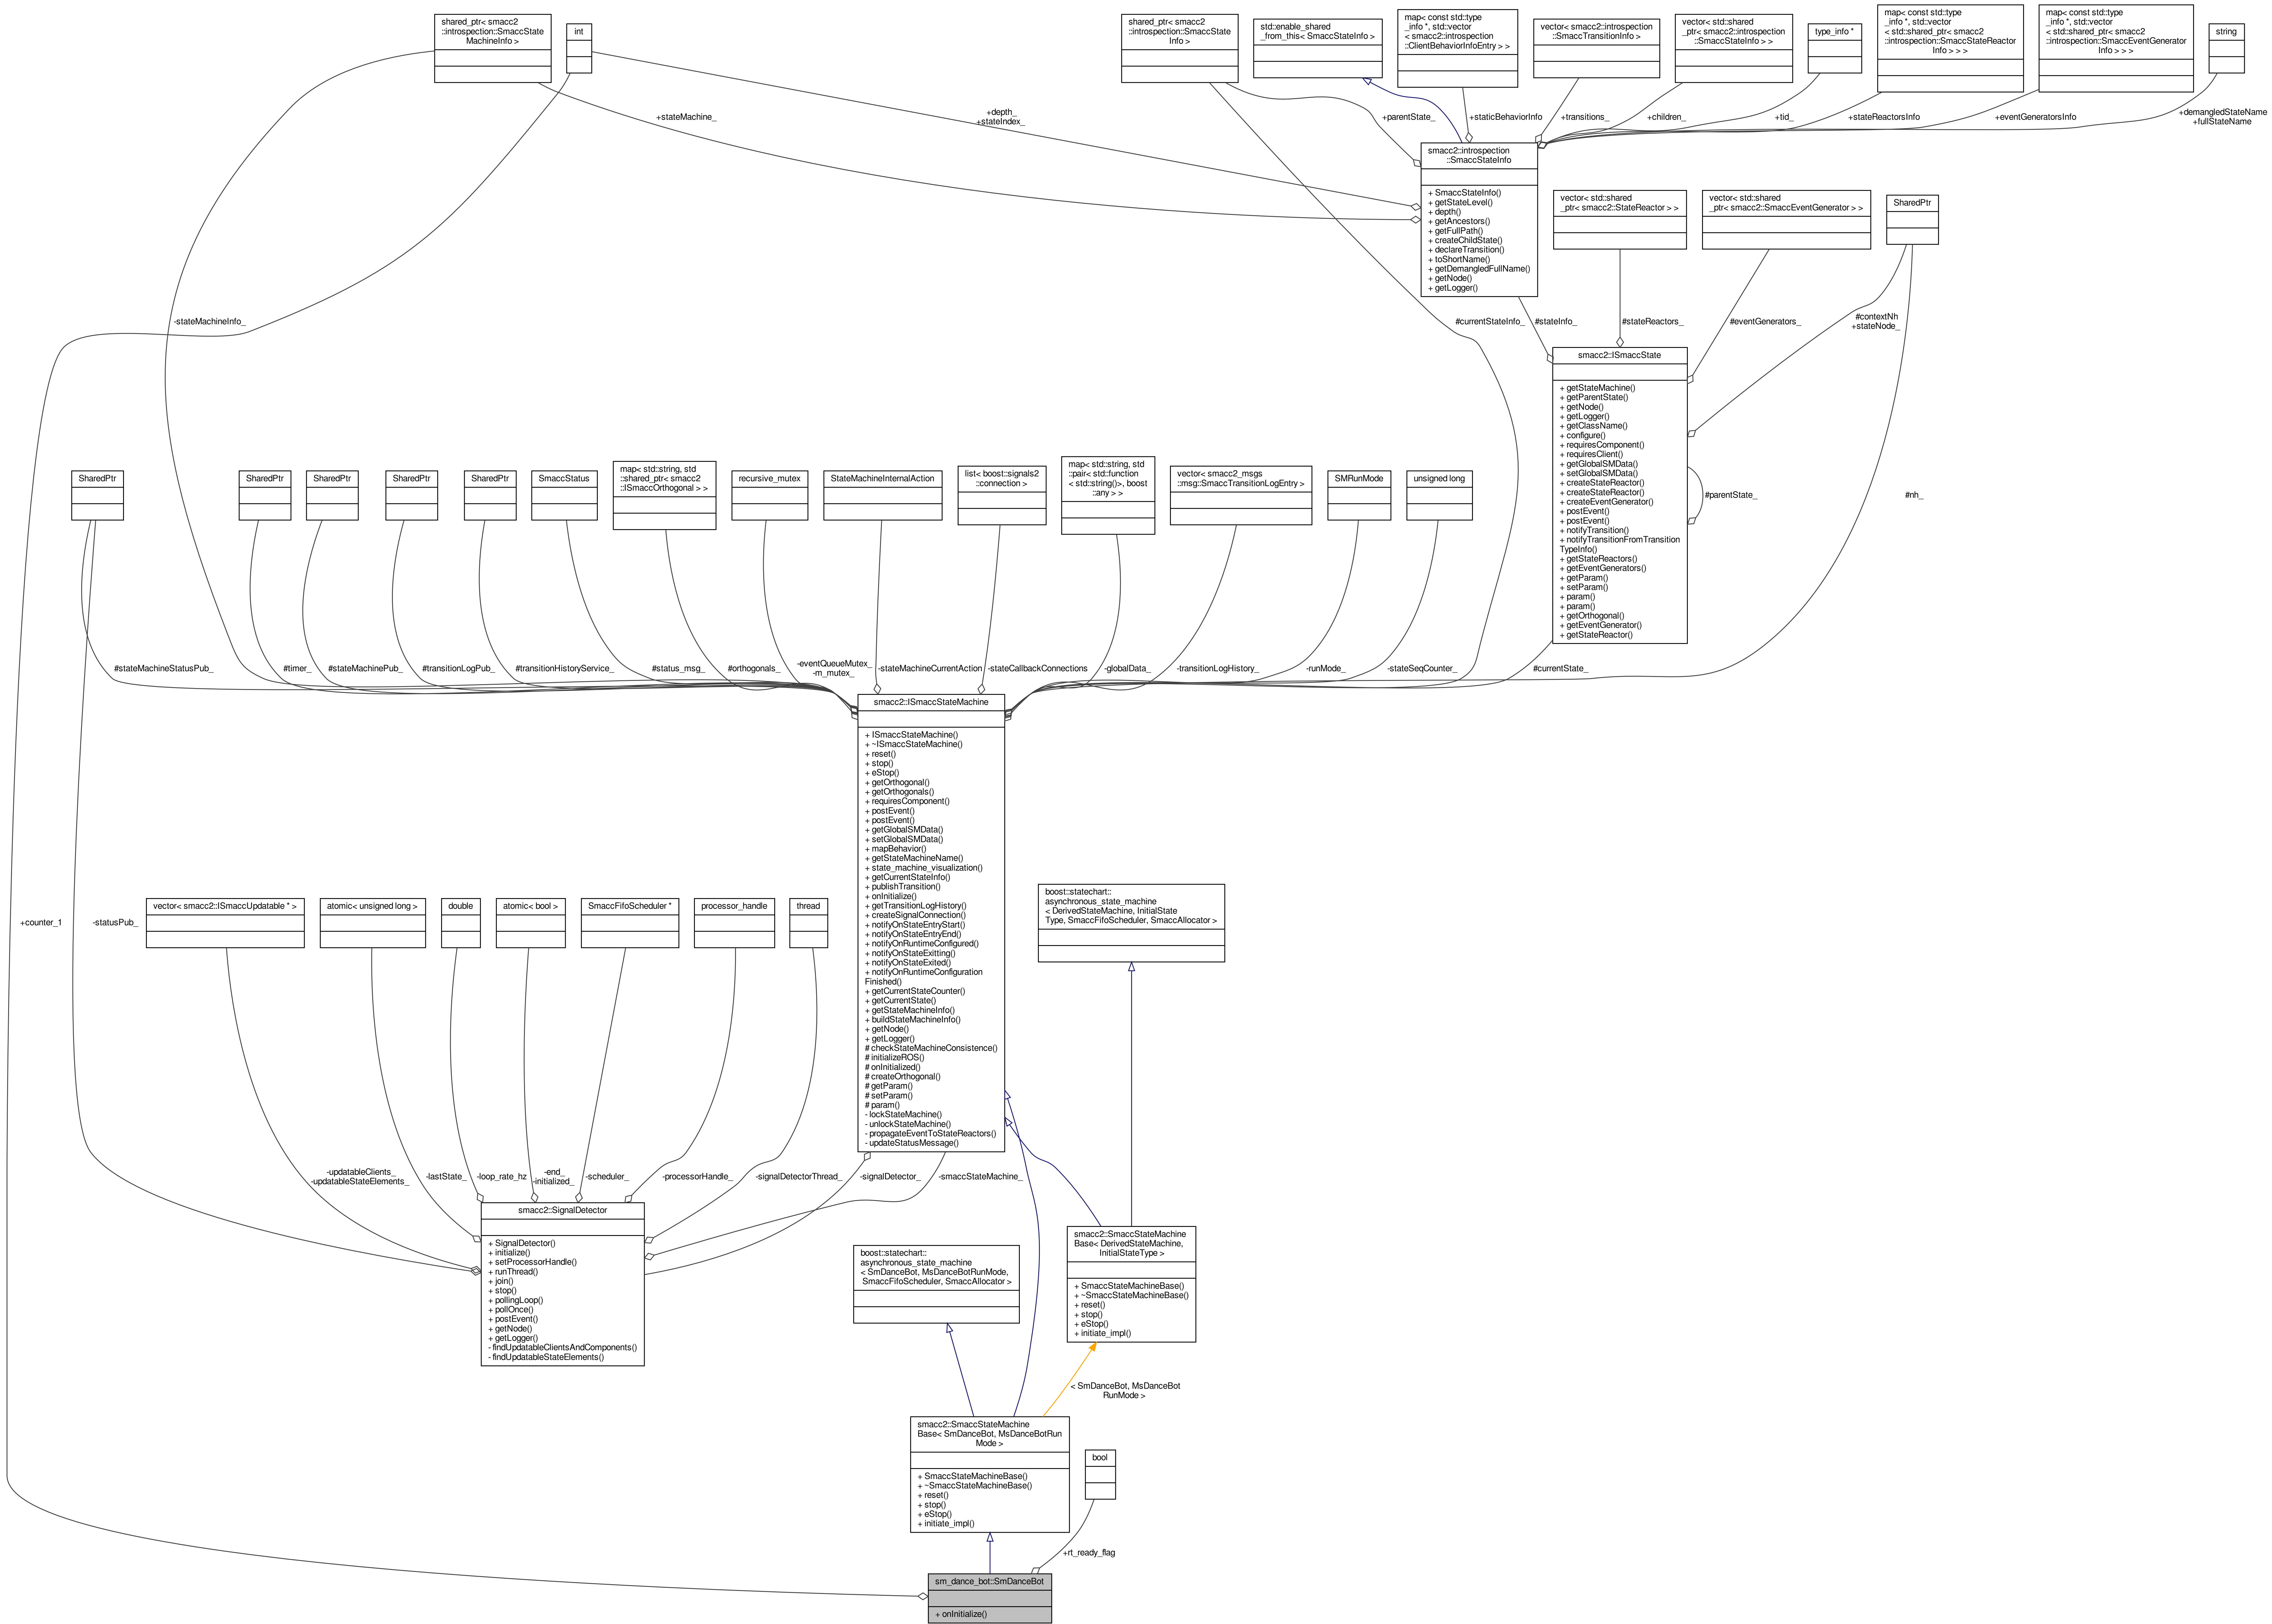 shared_ptr< smacc2
::introspection::SmaccState
MachineInfo >
int
shared_ptr< smacc2
::introspection::SmaccState
Info >
std::enable_shared
_from_this< SmaccStateInfo >
map< const std::type
_info *, std::vector
< smacc2::introspection
::ClientBehaviorInfoEntry > >
vector< smacc2::introspection
::SmaccTransitionInfo >
vector< std::shared
_ptr< smacc2::introspection
::SmaccStateInfo > >
type_info *
map< const std::type
_info *, std::vector
< std::shared_ptr< smacc2
::introspection::SmaccStateReactor
Info > > >
map< const std::type
_info *, std::vector
< std::shared_ptr< smacc2
::introspection::SmaccEventGenerator
Info > > >
string
+stateMachine_
+depth_
+stateIndex_
+parentState_
+staticBehaviorInfo
+transitions_
+children_
+tid_
+stateReactorsInfo
+eventGeneratorsInfo
+demangledStateName
+fullStateName
smacc2::introspection
::SmaccStateInfo
+ SmaccStateInfo()
+ getStateLevel()
+ depth()
+ getAncestors()
+ getFullPath()
+ createChildState()
+ declareTransition()
+ toShortName()
+ getDemangledFullName()
+ getNode()
+ getLogger()
vector< std::shared
_ptr< smacc2::StateReactor > >
vector< std::shared
_ptr< smacc2::SmaccEventGenerator > >
SharedPtr
-stateMachineInfo_
#currentStateInfo_
#stateInfo_
#stateReactors_
#eventGenerators_
#contextNh
+stateNode_
smacc2::ISmaccState
+ getStateMachine()
+ getParentState()
+ getNode()
+ getLogger()
+ getClassName()
+ configure()
+ requiresComponent()
+ requiresClient()
+ getGlobalSMData()
+ setGlobalSMData()
+ createStateReactor()
+ createStateReactor()
+ createEventGenerator()
+ postEvent()
+ postEvent()
+ notifyTransition()
+ notifyTransitionFromTransition
TypeInfo()
+ getStateReactors()
+ getEventGenerators()
+ getParam()
+ setParam()
+ param()
+ param()
+ getOrthogonal()
+ getEventGenerator()
+ getStateReactor()
#parentState_
#nh_
SharedPtr
SharedPtr
SharedPtr
SharedPtr
SharedPtr
SmaccStatus
map< std::string, std
::shared_ptr< smacc2
::ISmaccOrthogonal > >
recursive_mutex
StateMachineInternalAction
list< boost::signals2
::connection >
map< std::string, std
::pair< std::function
< std::string()>, boost
::any > >
vector< smacc2_msgs
::msg::SmaccTransitionLogEntry >
SMRunMode
unsigned long
#stateMachineStatusPub_
#timer_
#stateMachinePub_
#transitionLogPub_
#transitionHistoryService_
#status_msg_
#orthogonals_
-eventQueueMutex_
-m_mutex_
-stateMachineCurrentAction
-stateCallbackConnections
-globalData_
-transitionLogHistory_
-runMode_
-stateSeqCounter_
#currentState_
smacc2::ISmaccStateMachine
+ ISmaccStateMachine()
+ ~ISmaccStateMachine()
+ reset()
+ stop()
+ eStop()
+ getOrthogonal()
+ getOrthogonals()
+ requiresComponent()
+ postEvent()
+ postEvent()
+ getGlobalSMData()
+ setGlobalSMData()
+ mapBehavior()
+ getStateMachineName()
+ state_machine_visualization()
+ getCurrentStateInfo()
+ publishTransition()
+ onInitialize()
+ getTransitionLogHistory()
+ createSignalConnection()
+ notifyOnStateEntryStart()
+ notifyOnStateEntryEnd()
+ notifyOnRuntimeConfigured()
+ notifyOnStateExitting()
+ notifyOnStateExited()
+ notifyOnRuntimeConfiguration
Finished()
+ getCurrentStateCounter()
+ getCurrentState()
+ getStateMachineInfo()
+ buildStateMachineInfo()
+ getNode()
+ getLogger()
# checkStateMachineConsistence()
# initializeROS()
# onInitialized()
# createOrthogonal()
# getParam()
# setParam()
# param()
- lockStateMachine()
- unlockStateMachine()
- propagateEventToStateReactors()
- updateStatusMessage()
+counter_1
-statusPub_
vector< smacc2::ISmaccUpdatable * >
atomic< unsigned long >
double
atomic< bool >
SmaccFifoScheduler *
processor_handle
thread
boost::statechart::
asynchronous_state_machine
< DerivedStateMachine, InitialState
Type, SmaccFifoScheduler, SmaccAllocator >
-updatableClients_
-updatableStateElements_
-lastState_
-loop_rate_hz
-end_
-initialized_
-scheduler_
-processorHandle_
-signalDetectorThread_
-signalDetector_
-smaccStateMachine_
smacc2::SignalDetector
+ SignalDetector()
+ initialize()
+ setProcessorHandle()
+ runThread()
+ join()
+ stop()
+ pollingLoop()
+ pollOnce()
+ postEvent()
+ getNode()
+ getLogger()
- findUpdatableClientsAndComponents()
- findUpdatableStateElements()
boost::statechart::
asynchronous_state_machine
< SmDanceBot, MsDanceBotRunMode,
SmaccFifoScheduler, SmaccAllocator >
smacc2::SmaccStateMachine
Base< DerivedStateMachine,
InitialStateType >
+ SmaccStateMachineBase()
+ ~SmaccStateMachineBase()
+ reset()
+ stop()
+ eStop()
+ initiate_impl()
< SmDanceBot, MsDanceBot
RunMode >
smacc2::SmaccStateMachine
Base< SmDanceBot, MsDanceBotRun
Mode >
+ SmaccStateMachineBase()
+ ~SmaccStateMachineBase()
+ reset()
+ stop()
+ eStop()
+ initiate_impl()
bool
+rt_ready_flag
sm_dance_bot::SmDanceBot
+ onInitialize()